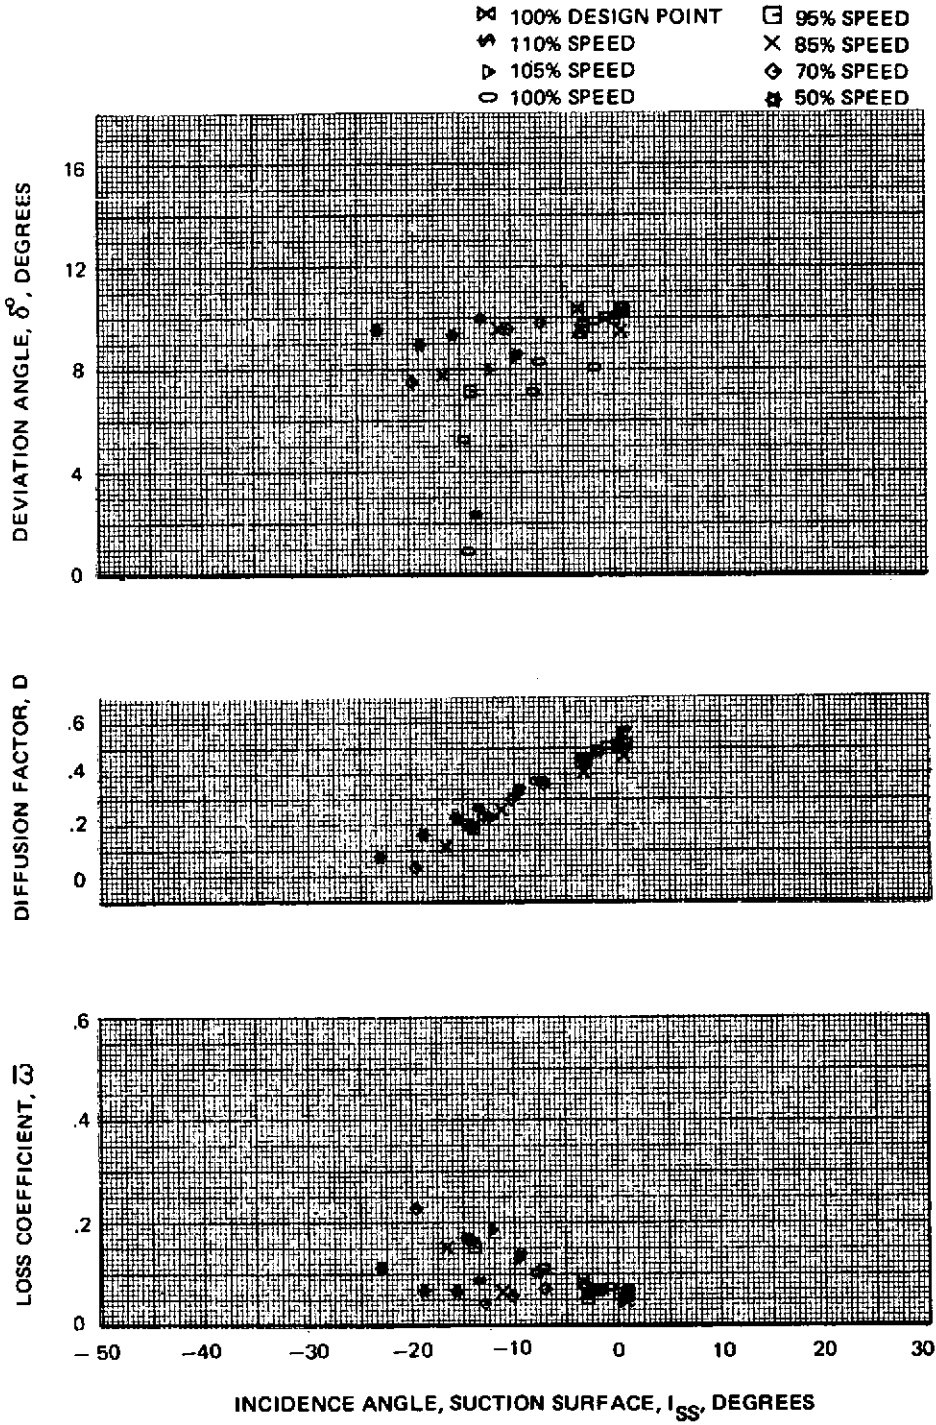 100% DESIGN POINT
110% SPEED
105% SPEED
100% SPEED
95% SPEED
85% SPEED
70% SPEED
50% SPEED
DEVIATION ANGLE, δ°, DEGREES
16
12
8
4
0
DIFFUSION FACTOR, D
.6
.4
.2
0
LOSS COEFFICIENT, ω̅
.6
.4
.2
0
−50 −40 −30 −20 −10 0 10 20 30
INCIDENCE ANGLE, SUCTION SURFACE, ISS, DEGREES